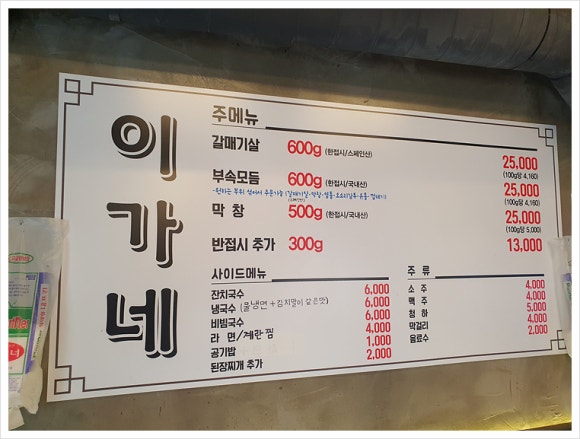 이가네
주메뉴
갈매기살 600g (한접시/스페인산) 25,000
(100g당 4,160)
부속모듬 600g (한접시/국내산) 25,000
(100g당 4,160)
막 창 500g (한접시/국내산) 25,000
(100g당 5,000)
반접시 추가 300g 13,000
사이드메뉴
잔치국수 6,000
냉국수 (물냉면+김치말이 같은맛) 6,000
비빔국수 6,000
라 면/계란찜 4,000
공기밥 1,000
된장찌개 추가 2,000
주 류
소 주 4,000
맥 주 4,000
청 하 5,000
막걸리 4,000
음료수 2,000